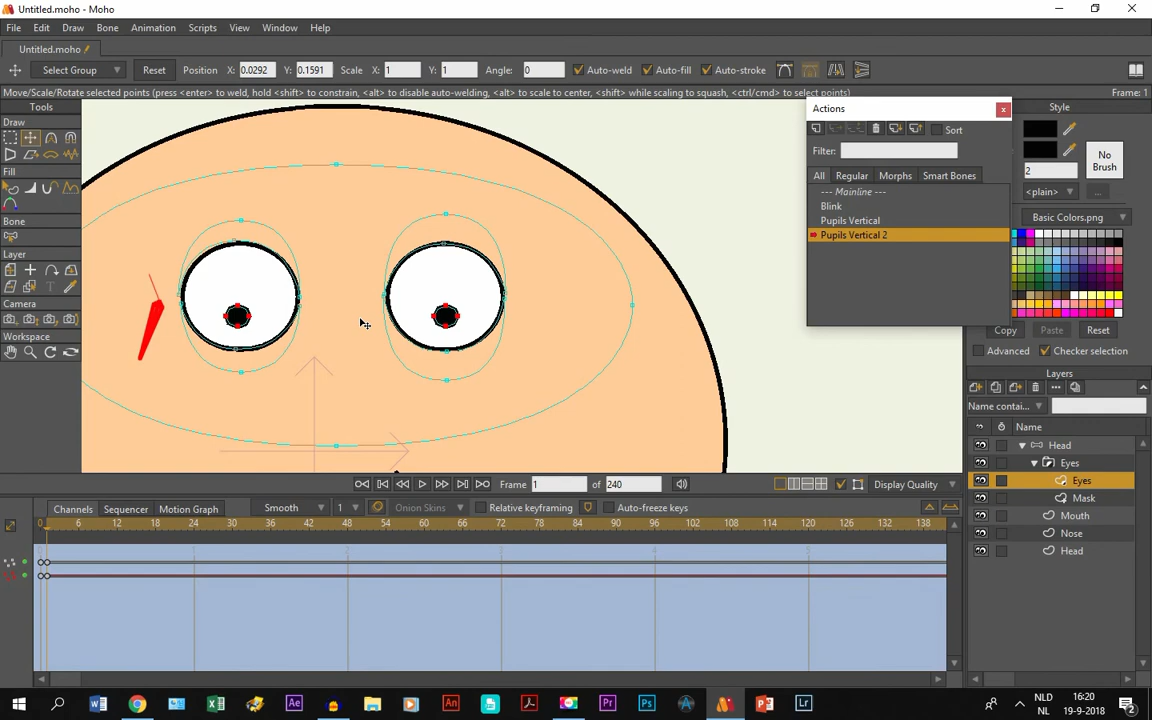 Untitled.moho - Moho
File Edit Draw Bone Animation Scripts View Window Help
Untitled.moho
Select Group Reset Position X: 0.0292 Y: 0.1591 Scale X: 1 Y: 1 Angle: 0 Auto-weld Auto-fill Auto-stroke
Move/Scale/Rotate selected points (press <enter> to weld, hold <shift> to constrain, <alt> to disable auto-welding, <alt> to scale to center, <shift> while scaling to squash, <ctrl/cmd> to select points) Frame: 1
Tools
Draw
Fill
Bone
Layer
Camera
Workspace
Actions
Sort
Filter:
All Regular Morphs Smart Bones
--- Mainline ---
Blink
Pupils Vertical
Pupils Vertical 2
Style
No
Brush
2
<plain> ...
Basic Colors.png
Copy Paste Reset
Advanced Checker selection
Layers
Name contai...
Name
Head
Eyes
Eyes
Mask
Mouth
Nose
Head
Frame 1 of 240 Display Quality
Channels Sequencer Motion Graph Smooth 1 Onion Skins Relative keyframing Auto-freeze keys
0 6 12 18 24 30 36 42 48 54 60 66 72 78 84 90 96 102 108 114 120 126 132 138
1 2 3 4 5
NLD
NL
16:20
19-9-2018
2